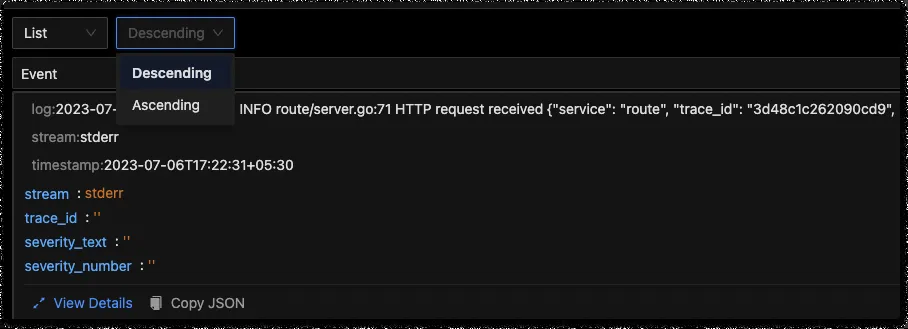 List Descending
Descending
Event
Ascending
log:2023-07- INFO route/server.go:71 HTTP request received {"service": "route", "trace_id": "3d48c1c262090cd9",
stream:stderr
timestamp:2023-07-06T17:22:31+05:30
stream : stderr
trace_id : ''
severity_text : ''
severity_number : ''
View Details Copy JSON